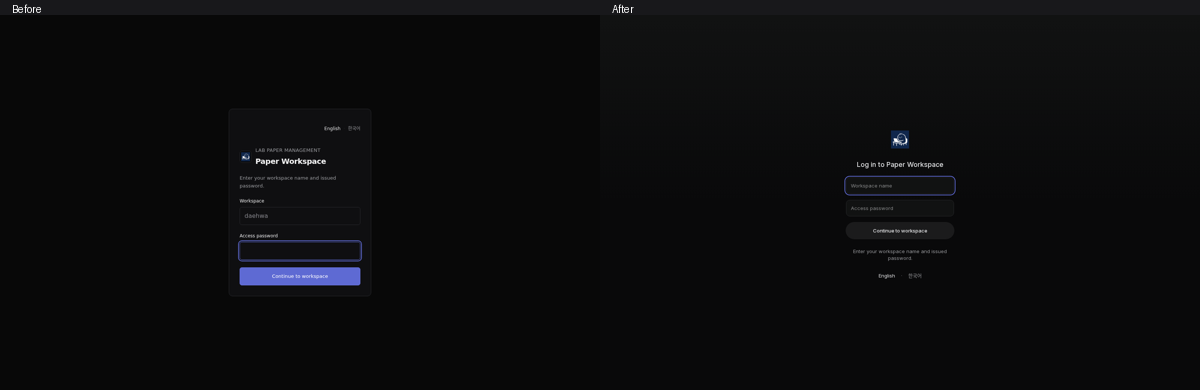 Before
English 한국어
LAB PAPER MANAGEMENT
Paper Workspace
Enter your workspace name and issued
password.
Workspace
daehwa
Access password
Continue to workspace
After
Log in to Paper Workspace
Workspace name
Access password
Continue to workspace
Enter your workspace name and issued
password
English · 한국어